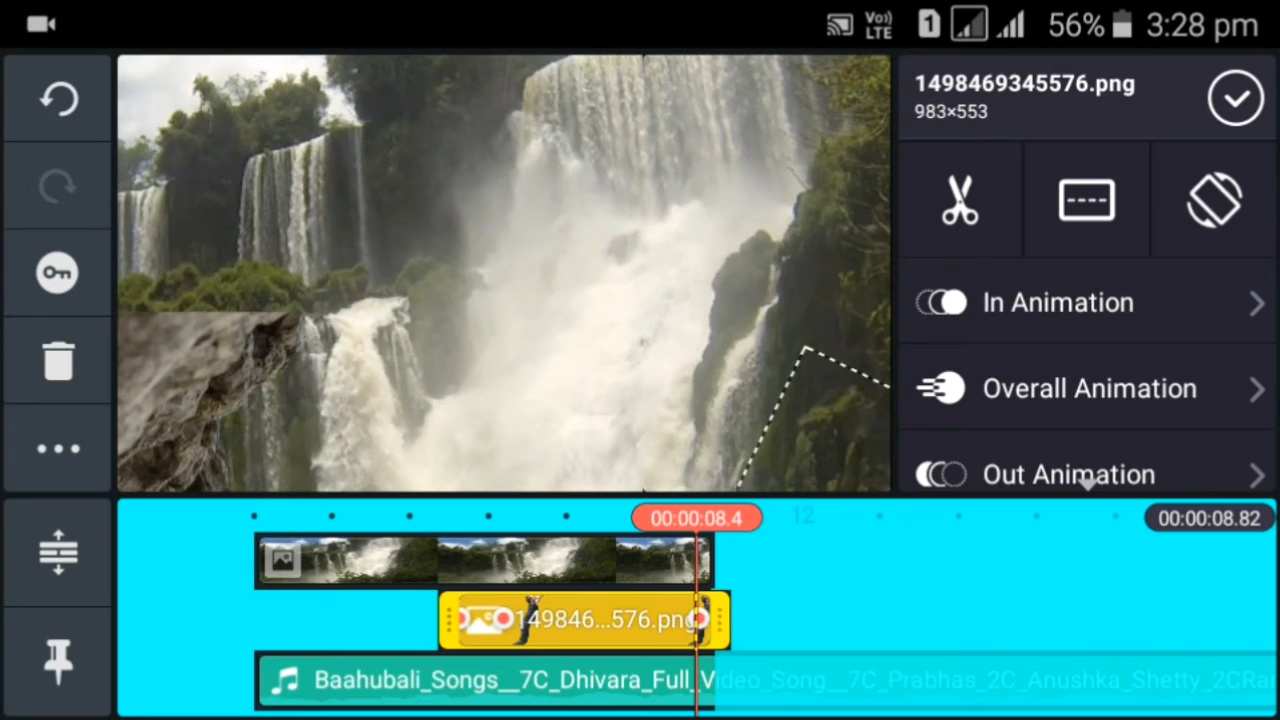 Vo)) LTE 1 56% 3:28 pm
1498469345576.png
983×553
In Animation
Overall Animation
Out Animation
00:00:08.4 12 00:00:08.82
149846...576.png
Baahubali_Songs__7C_Dhivara_Full_Video_Song__7C_Prabhas_2C_Anushka_Shetty_2CRa